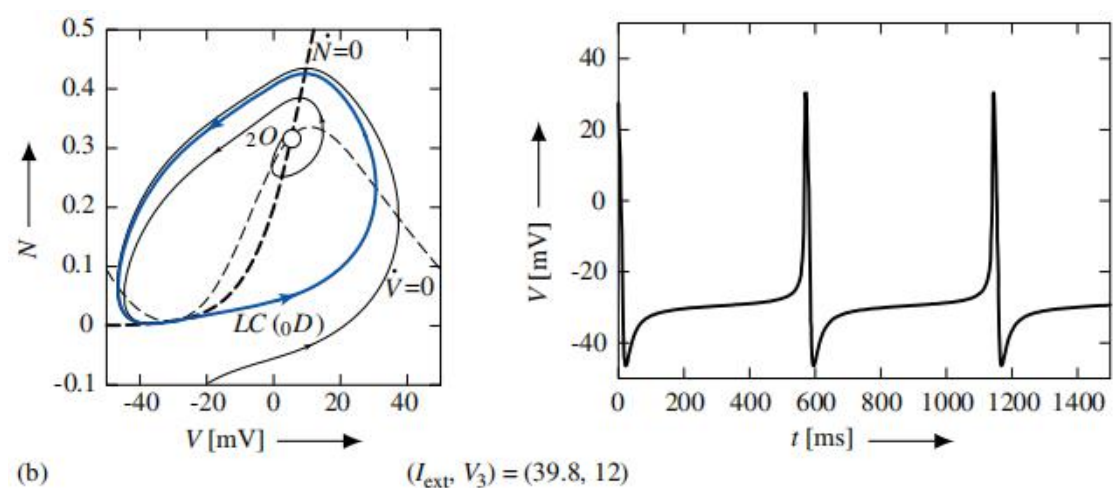 0.5
0.4
0.3
0.2
0.1
0
-0.1
N
Ṅ=0
₂O
V̇=0
LC (₀D)
-40 -20 0 20 40
V [mV]
40
20
0
-20
-40
V [mV]
0 200 400 600 800 1000 1200 1400
t [ms]
(b) (I_ext, V₃) = (39.8, 12)